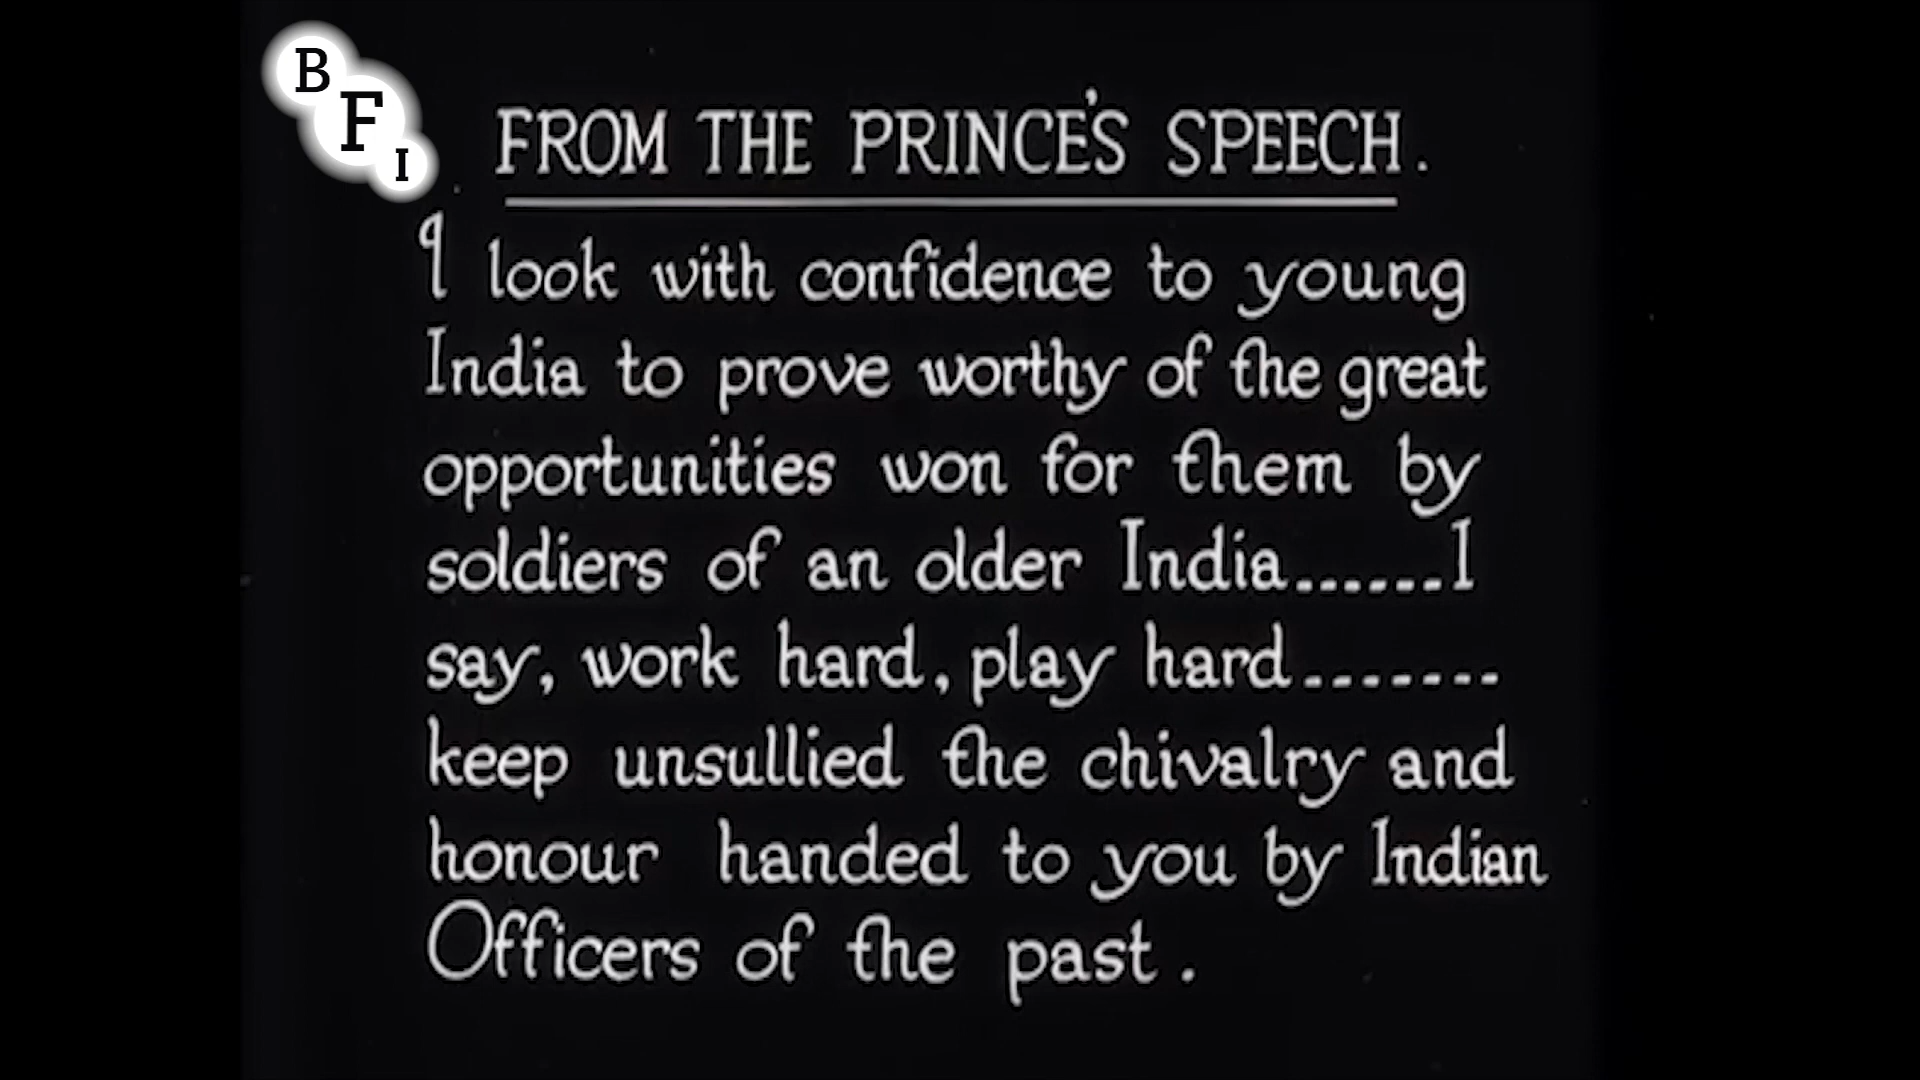 BFI
FROM THE PRINCE'S SPEECH.
I look with confidence to young
India to prove worthy of the great
opportunities won for them by
soldiers of an older India......I
say, work hard, play hard.......
keep unsullied the chivalry and
honour handed to you by Indian
Officers of the past.